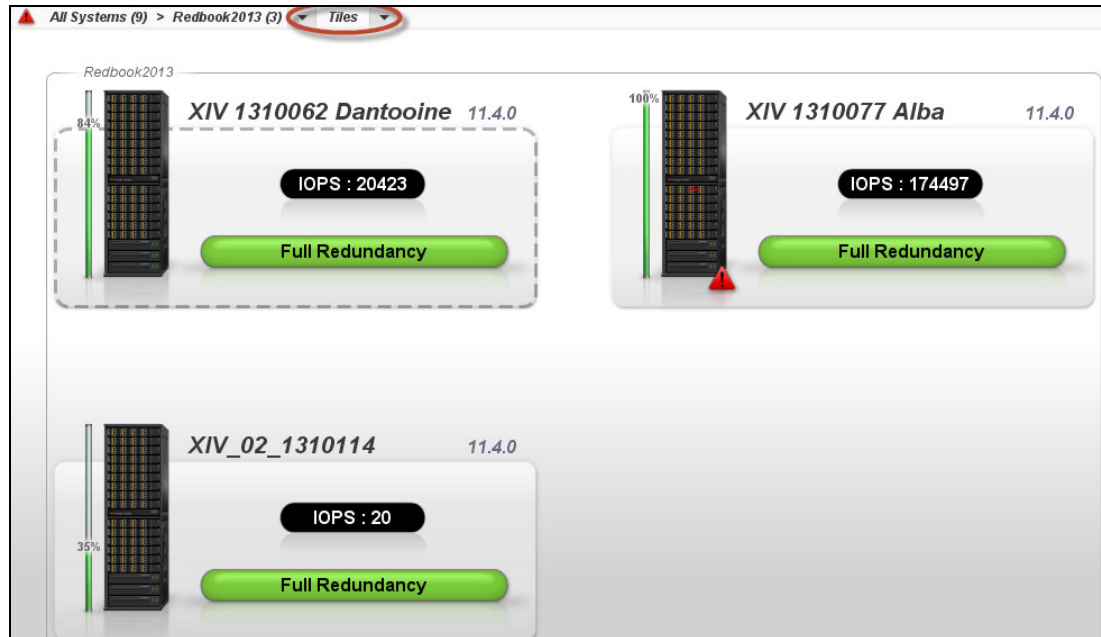 All Systems (9) > Redbook2013 (3) Tiles
Redbook2013
84%
XIV 1310062 Dantooine 11.4.0
IOPS : 20423
Full Redundancy
100%
XIV 1310077 Alba 11.4.0
IOPS : 174497
Full Redundancy
XIV_02_1310114 11.4.0
35%
IOPS : 20
Full Redundancy